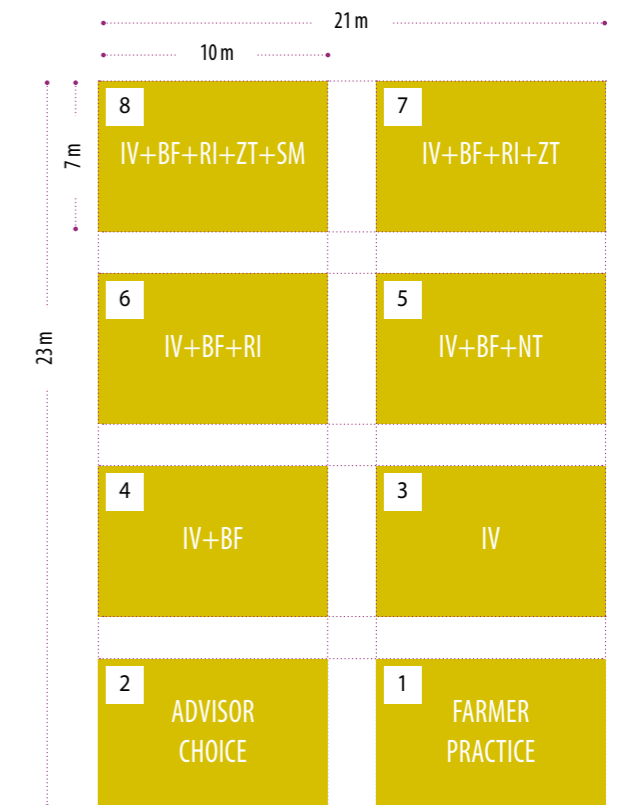 21 m
10 m
7 m
23 m
8
IV+BF+RI+ZT+SM
7
IV+BF+RI+ZT
6
IV+BF+RI
5
IV+BF+NT
4
IV+BF
3
IV
2
ADVISOR
CHOICE
1
FARMER
PRACTICE